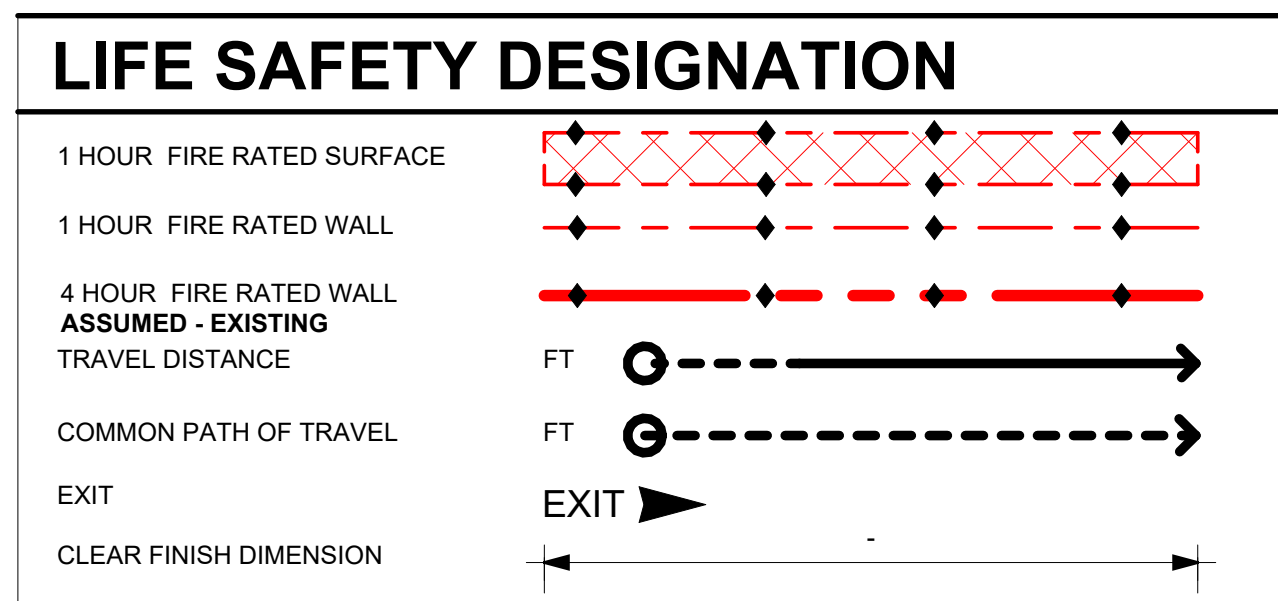 LIFE SAFETY DESIGNATION
1 HOUR FIRE RATED SURFACE
1 HOUR FIRE RATED WALL
4 HOUR FIRE RATED WALL
ASSUMED - EXISTING
TRAVEL DISTANCE FT
COMMON PATH OF TRAVEL FT
EXIT EXIT
CLEAR FINISH DIMENSION -